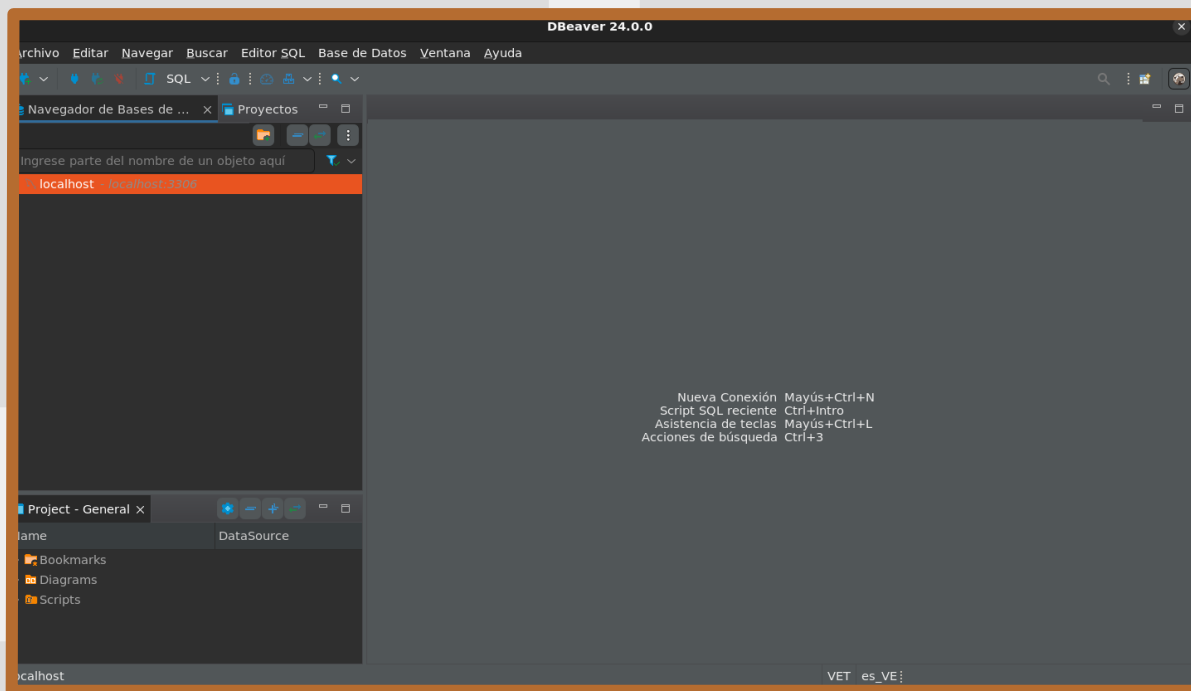 DBeaver 24.0.0
rchivo Editar Navegar Buscar Editor SQL Base de Datos Ventana Ayuda
SQL
Navegador de Bases de ... Proyectos
Ingrese parte del nombre de un objeto aquí
localhost - localhost:3306
Nueva Conexión Mayús+Ctrl+N
Script SQL reciente Ctrl+Intro
Asistencia de teclas Mayús+Ctrl+L
Acciones de búsqueda Ctrl+3
Project - General
ame DataSource
Bookmarks
Diagrams
Scripts
ocalhost VET es_VE